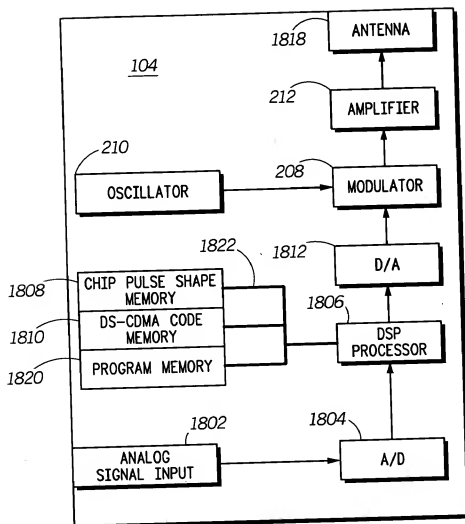 1818
ANTENNA
104
212
AMPLIFIER
210
208
OSCILLATOR
MODULATOR
1822
1812
D/A
1808
CHIP PULSE SHAPE
MEMORY
1806
1810
DS-CDMA CODE
MEMORY
DSP
PROCESSOR
1820
PROGRAM MEMORY
1802
1804
ANALOG
SIGNAL INPUT
A/D